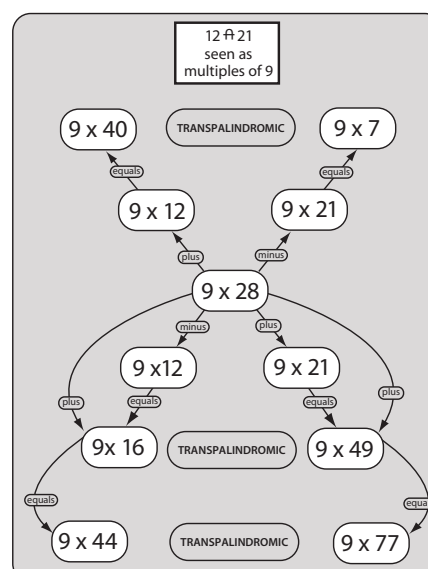 12 21
seen as
multiples of 9
9 x 40
TRANSPALINDROMIC
9 x 7
equals
equals
9 x 12
9 x 21
plus
minus
9 x 28
minus
plus
9 x12
9 x 21
plus
equals
equals
plus
9x 16
TRANSPALINDROMIC
9 x 49
equals
equa
9 x 44
TRANSPALINDROMIC
9 x 77